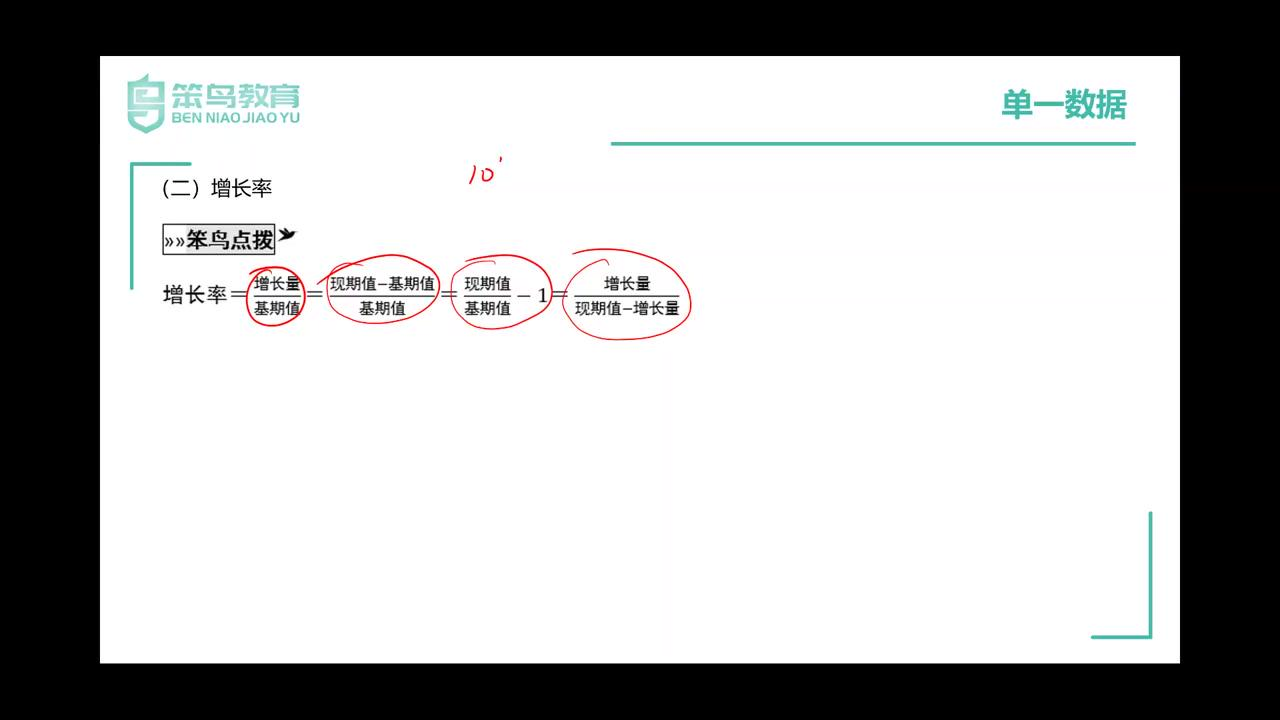 笨鸟教育
BEN NIAO JIAO YU
单一数据
10'
(二) 增长率
»»笨鸟点拨
增长率=增长量/基期值=现期值-基期值/基期值=现期值/基期值-1=增长量/现期值-增长量